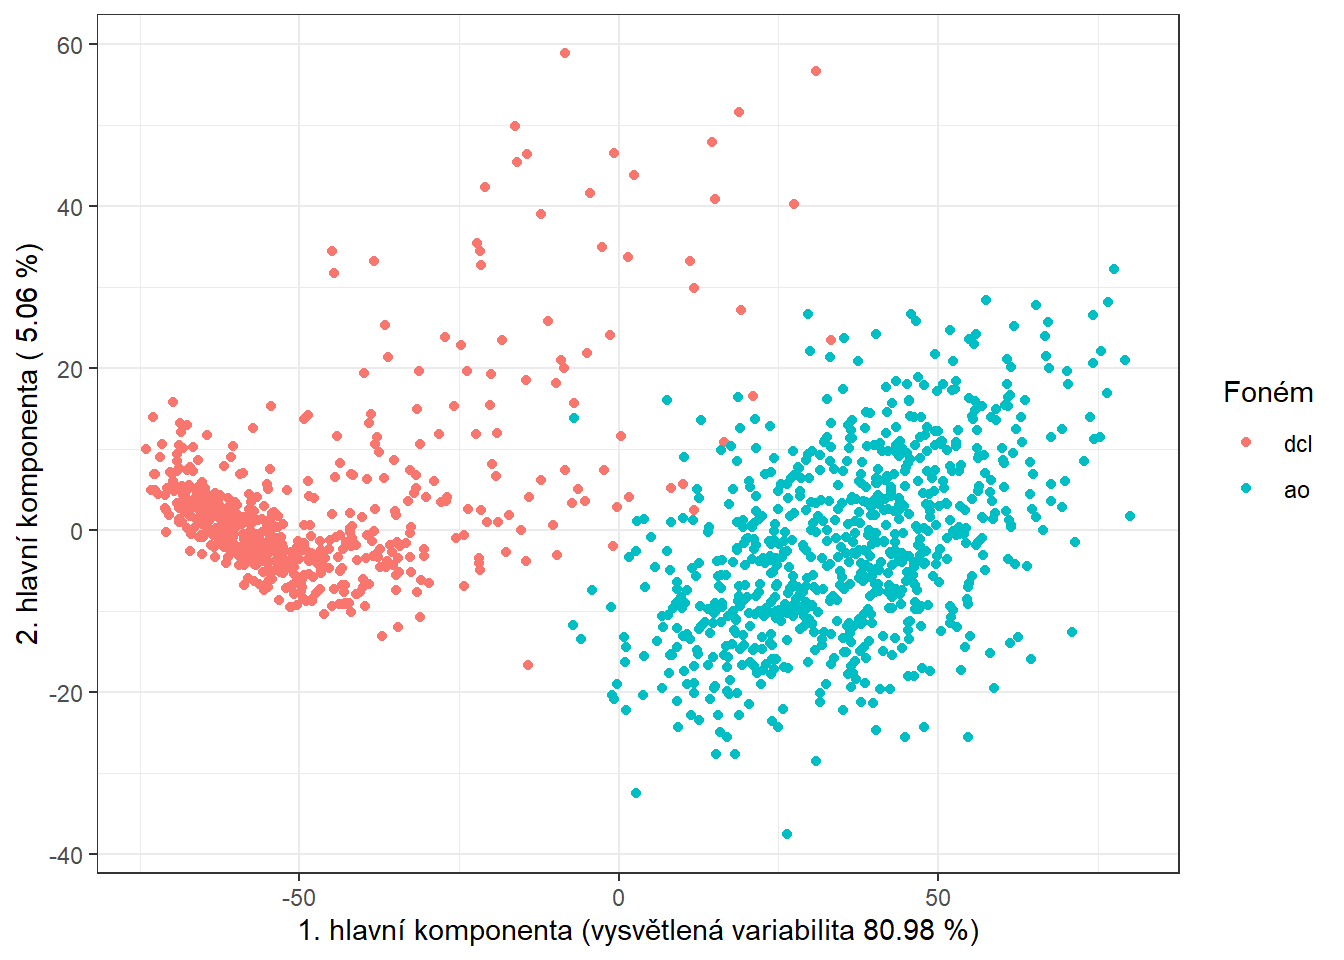 60
40
20
0
-20
-40
-50
0
50
2. hlavní komponenta ( 5.06 %)
1. hlavní komponenta (vysvětlená variabilita 80.98 %)
Foném
dcl
ao